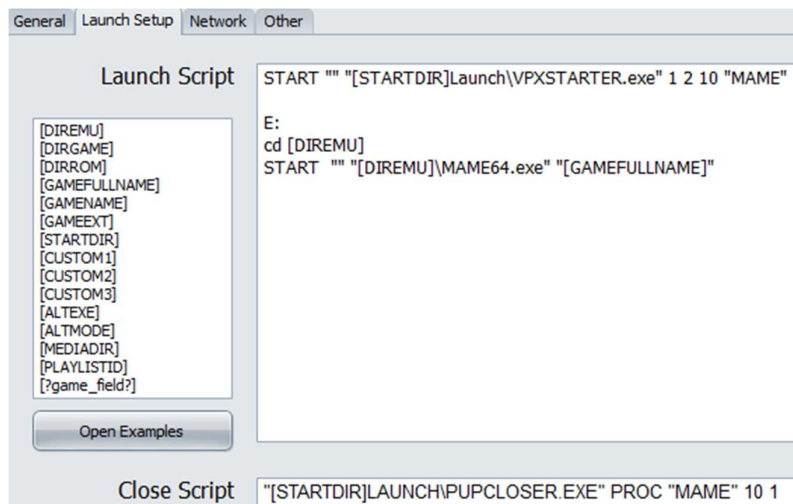 General Launch Setup Network Other
Launch Script
START "" "[STARTDIR]Launch\VPXSTARTER.exe" 1 2 10 "MAME"
E:
cd [DIREMU]
START  "" "[DIREMU]\MAME64.exe" "[GAMEFULLNAME]"
[DIREMU]
[DIRGAME]
[DIRROM]
[GAMEFULLNAME]
[GAMENAME]
[GAMEEXT]
[STARTDIR]
[CUSTOM1]
[CUSTOM2]
[CUSTOM3]
[ALTEXE]
[ALTMODE]
[MEDIADIR]
[PLAYLISTID]
[?game_field?]
Open Examples
Close Script
"[STARTDIR]LAUNCH\PUPCLOSER.EXE" PROC "MAME" 10 1